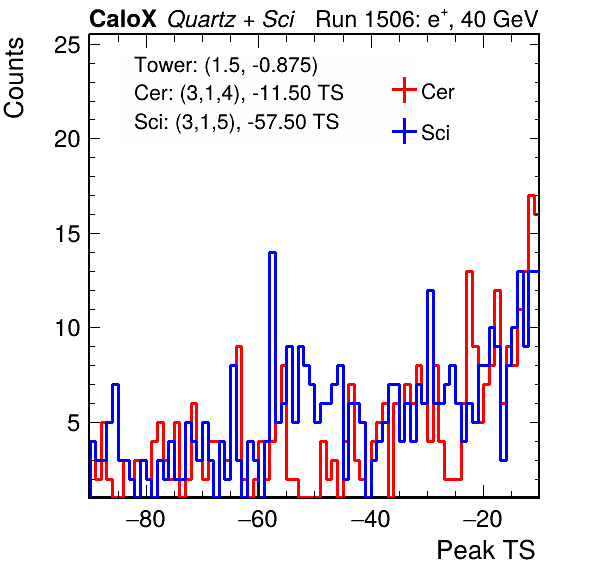 CaloX Quartz + Sci Run 1506: e+, 40 GeV
Counts
Tower: (1.5, -0.875)
Cer: (3,1,4), -11.50 TS
Sci: (3,1,5), -57.50 TS
Cer
Sci
25
20
15
10
5
−80 −60 −40 −20
Peak TS